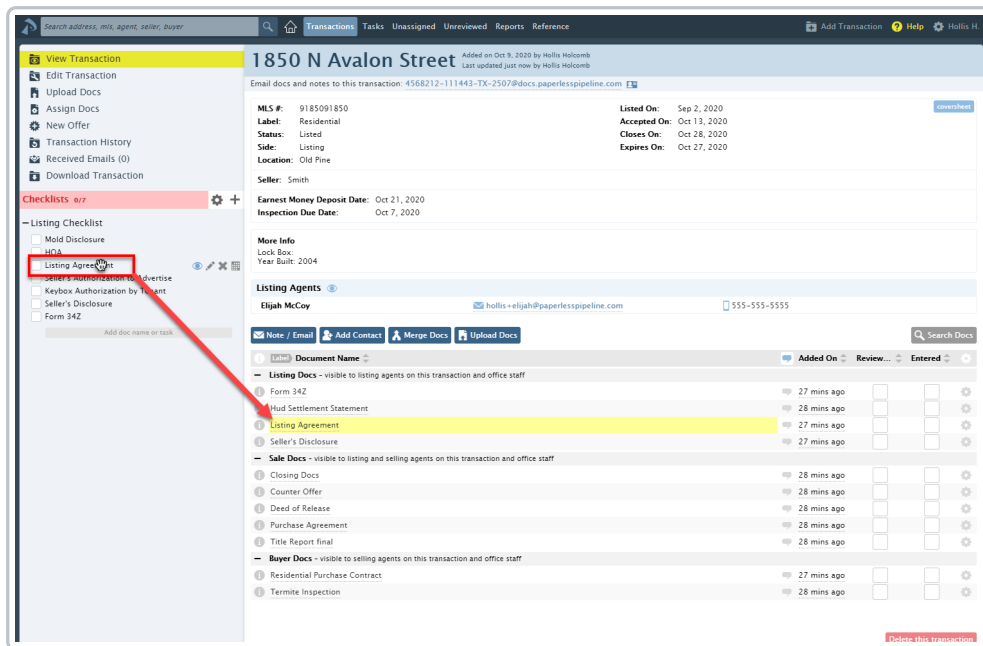 Search address, mls, agent, seller, buyer
Transactions Tasks Unassigned Unreviewed Reports Reference
Add Transaction Help Hollis H.
View Transaction
Edit Transaction
Upload Docs
Assign Docs
New Offer
Transaction History
Received Emails (0)
Download Transaction
Checklists 0/7
Listing Checklist
Mold Disclosure
HOA
Listing Agreement
Seller's Authorization to Advertise
Keybox Authorization by Tenant
Seller's Disclosure
Form 34Z
Add doc name or task
1850 N Avalon Street
Added on Oct 9, 2020 by Hollis Holcomb
Last updated just now by Hollis Holcomb
Email docs and notes to this transaction: 4568212-111443-TX-2507@docs.paperlesspipeline.com
coversheet
MLS #: 9185091850 Listed On: Sep 2, 2020
Label: Residential Accepted On: Oct 13, 2020
Status: Listed Closes On: Oct 28, 2020
Side: Listing Expires On: Oct 27, 2020
Location: Old Pine
Seller: Smith
Earnest Money Deposit Date: Oct 21, 2020
Inspection Due Date: Oct 7, 2020
More Info
Lock Box:
Year Built: 2004
Listing Agents
Elijah McCoy hollis+elijah@paperlesspipeline.com 555-555-5555
Note / Email Add Contact Merge Docs Upload Docs Search Docs
Label Document Name Added On Review... Entered
Listing Docs - visible to listing agents on this transaction and office staff
Form 34Z 27 mins ago
Hud Settlement Statement 28 mins ago
Listing Agreement 27 mins ago
Seller's Disclosure 27 mins ago
Sale Docs - visible to listing and selling agents on this transaction and office staff
Closing Docs 28 mins ago
Counter Offer 28 mins ago
Deed of Release 28 mins ago
Purchase Agreement 28 mins ago
Title Report final 28 mins ago
Buyer Docs - visible to selling agents on this transaction and office staff
Residential Purchase Contract 27 mins ago
Termite Inspection 28 mins ago
Delete this transaction